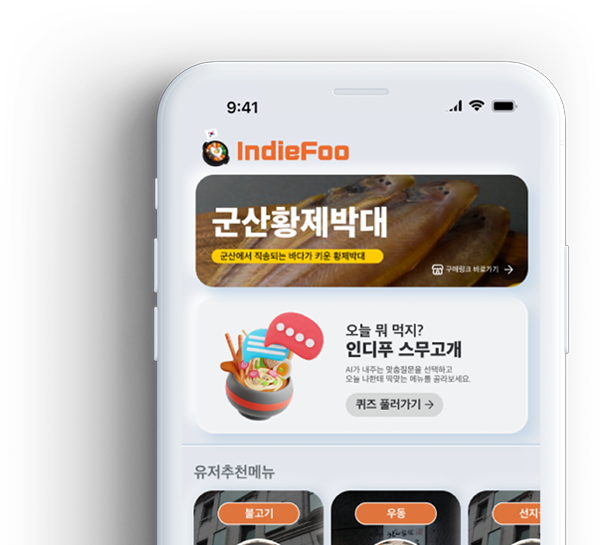 9:41
IndieFoo
군산황제박대
군산에서 직송되는 바다가 키운 황제박대
구매링크 바로가기 →
오늘 뭐 먹지?
인디푸 스무고개
AI가 내주는 맞춤질문을 선택하고
오늘 나한테 딱맞는 메뉴를 골라보세요.
퀴즈 풀러가기 →
유저추천메뉴
불고기
우동
선지